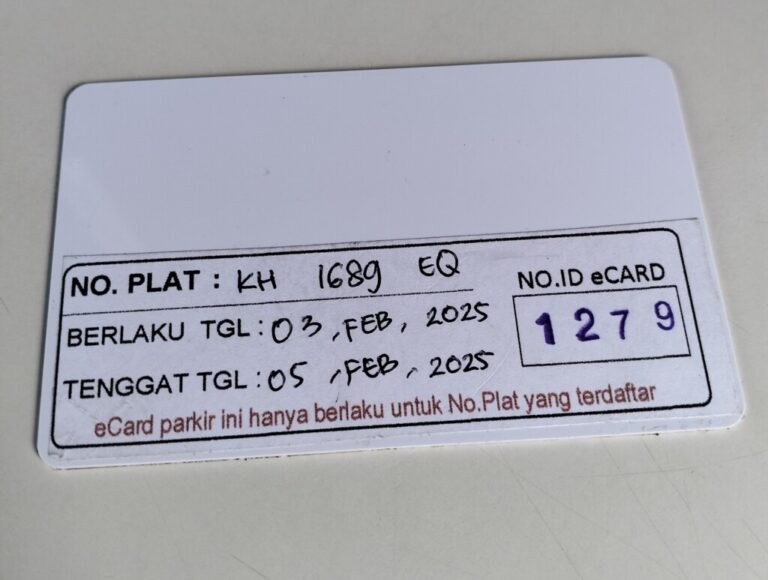 NO. PLAT : KH 1689 EQ
BERLAKU TGL : 03 , FEB , 2025
TENGGAT TGL : 05 , FEB , 2025
NO.ID eCARD
1279
eCard parkir ini hanya berlaku untuk No.Plat yang terdaftar